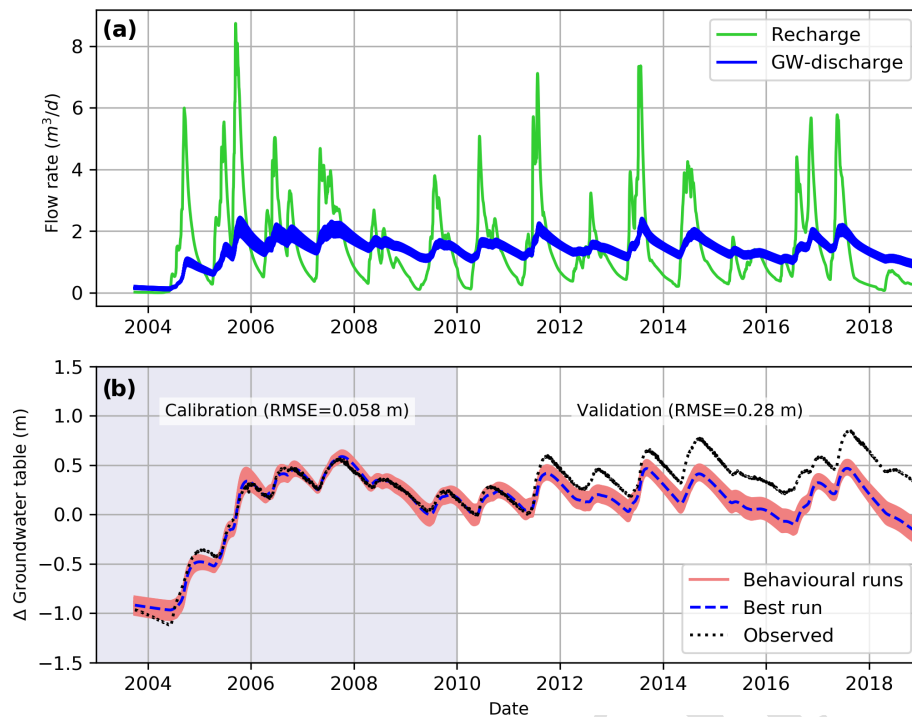 (a)
Recharge
GW-discharge
Flow rate (m³/d)
8
6
4
2
0
2004 2006 2008 2010 2012 2014 2016 2018
(b)
Calibration (RMSE=0.058 m)
Validation (RMSE=0.28 m)
Δ Groundwater table (m)
1.5
1.0
0.5
0.0
−0.5
−1.0
−1.5
Behavioural runs
Best run
Observed
2004 2006 2008 2010 2012 2014 2016 2018
Date